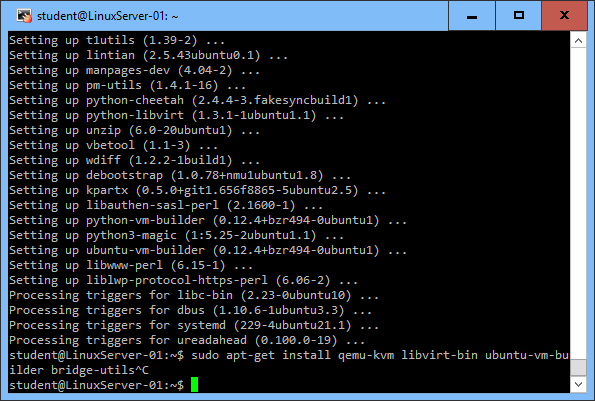 student@LinuxServer-01: ~
Setting up t1utils (1.39-2) ...
Setting up lintian (2.5.43ubuntu0.1) ...
Setting up manpages-dev (4.04-2) ...
Setting up pm-utils (1.4.1-16) ...
Setting up python-cheetah (2.4.4-3.fakesyncbuild1) ...
Setting up python-libvirt (1.3.1-1ubuntu1.1) ...
Setting up unzip (6.0-20ubuntu1) ...
Setting up vbetool (1.1-3) ...
Setting up wdiff (1.2.2-1build1) ...
Setting up debootstrap (1.0.78+nmu1ubuntu1.8) ...
Setting up kpartx (0.5.0+git1.656f8865-5ubuntu2.5) ...
Setting up libauthen-sasl-perl (2.1600-1) ...
Setting up python-vm-builder (0.12.4+bzr494-0ubuntu1) ...
Setting up python3-magic (1:5.25-2ubuntu1.1) ...
Setting up ubuntu-vm-builder (0.12.4+bzr494-0ubuntu1) ...
Setting up libwww-perl (6.15-1) ...
Setting up liblwp-protocol-https-perl (6.06-2) ...
Processing triggers for libc-bin (2.23-0ubuntu10) ...
Processing triggers for dbus (1.10.6-1ubuntu3.3) ...
Processing triggers for systemd (229-4ubuntu21.1) ...
Processing triggers for ureadahead (0.100.0-19) ...
student@LinuxServer-01:~$ sudo apt-get install qemu-kvm libvirt-bin ubuntu-vm-bu
ilder bridge-utils^C
student@LinuxServer-01:~$